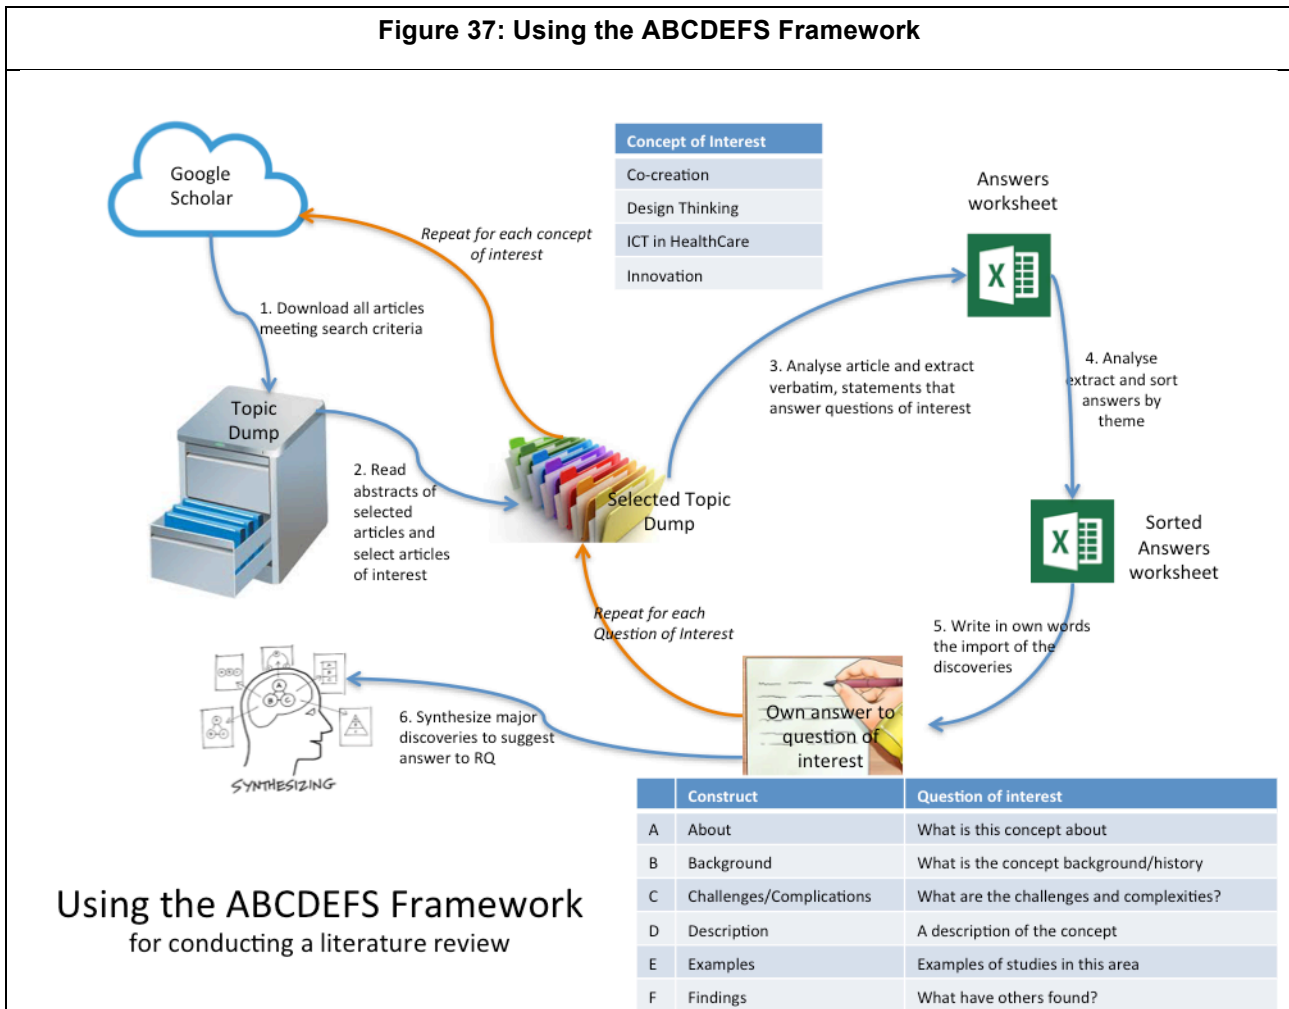 Figure 37: Using the ABCDEFS Framework
Google
Scholar
Concept of Interest
Co-creation
Design Thinking
ICT in HealthCare
Innovation
Answers
worksheet
Repeat for each concept
of interest
1. Download all articles
meeting search criteria
3. Analyse article and extract
verbatim, statements that
answer questions of interest
4. Analyse
extract and sort
answers by
theme
Topic
Dump
2. Read
abstracts of
selected
articles and
select articles
of interest
Selected Topic
Dump
Sorted
Answers
worksheet
Repeat for each
Question of Interest
5. Write in own words
the import of the
discoveries
Own answer to
question of
interest
6. Synthesize major
discoveries to suggest
answer to RQ
SYNTHESIZING
Construct Question of interest
A About What is this concept about
B Background What is the concept background/history
C Challenges/Complications What are the challenges and complexities?
D Description A description of the concept
E Examples Examples of studies in this area
F Findings What have others found?
Using the ABCDEFS Framework
for conducting a literature review